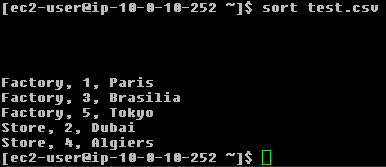 [ec2-user@ip-10-0-10-252 ~]$ sort test.csv
Factory, 1, Paris
Factory, 3, Brasilia
Factory, 5, Tokyo
Store, 2, Dubai
Store, 4, Algiers
[ec2-user@ip-10-0-10-252 ~]$